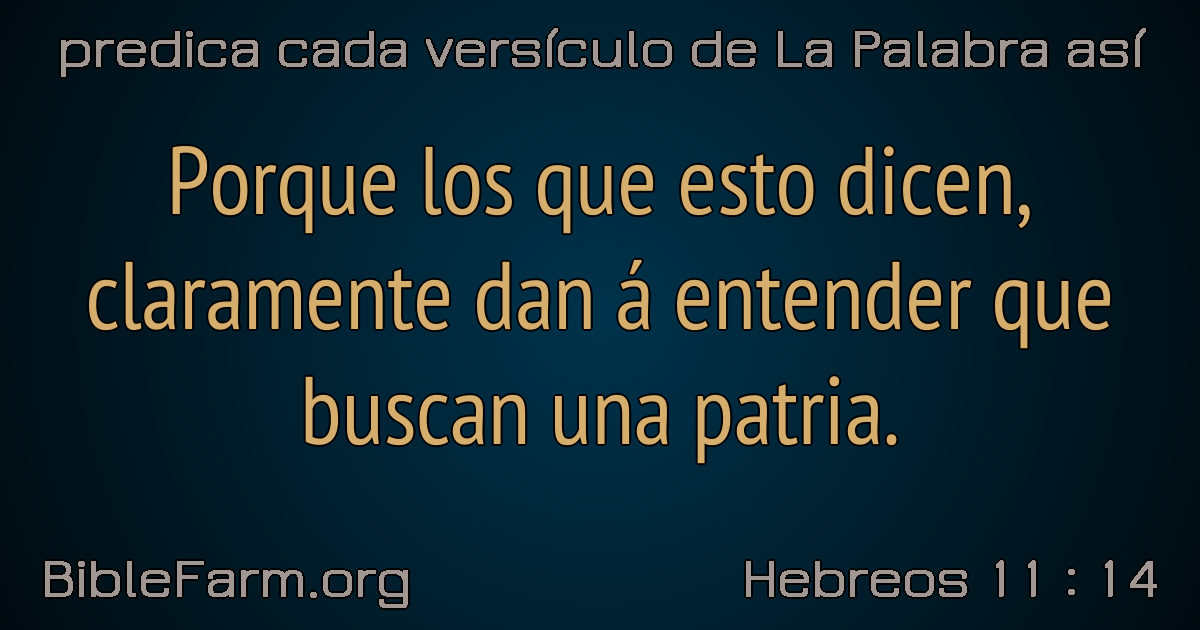 predica cada versículo de La Palabra así
Porque los que esto dicen,
claramente dan á entender que
buscan una patria.
BibleFarm.org
Hebreos 11 : 14